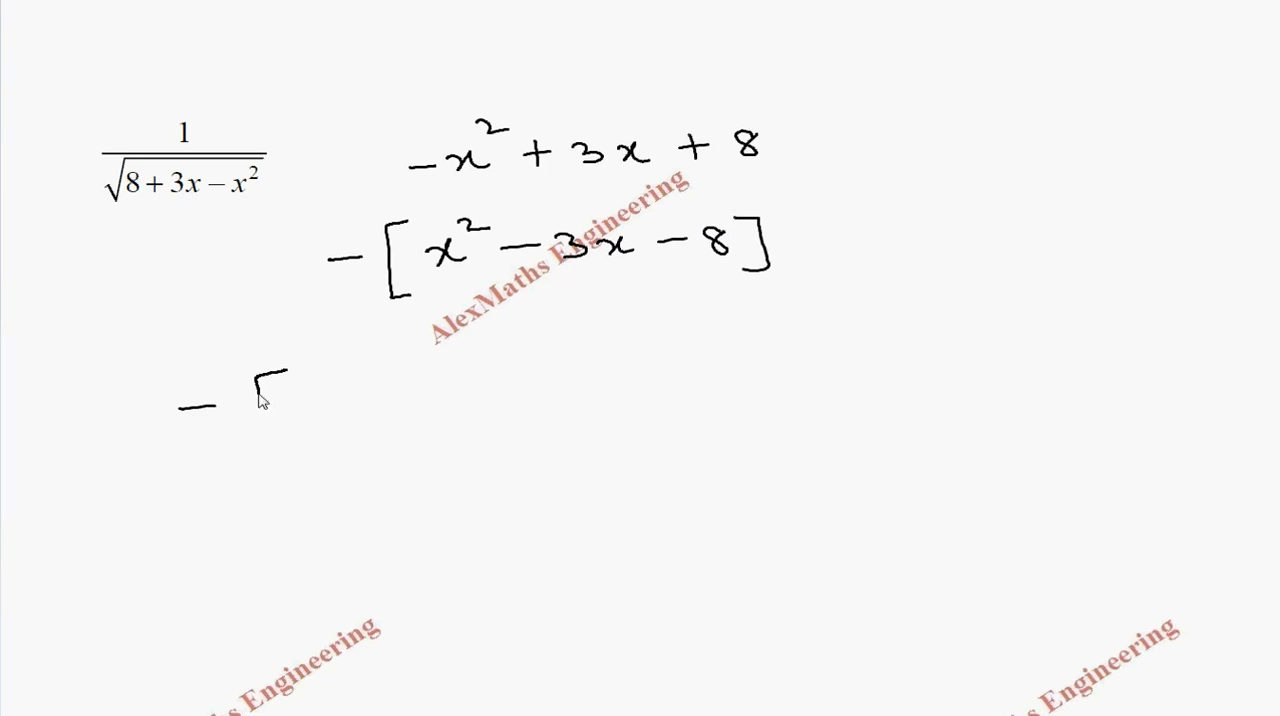 1/√(8 + 3x − x²)
−x² + 3x + 8
−[x² − 3x − 8]
− [
AlexMaths Engineering
s Engineering
s Engineering